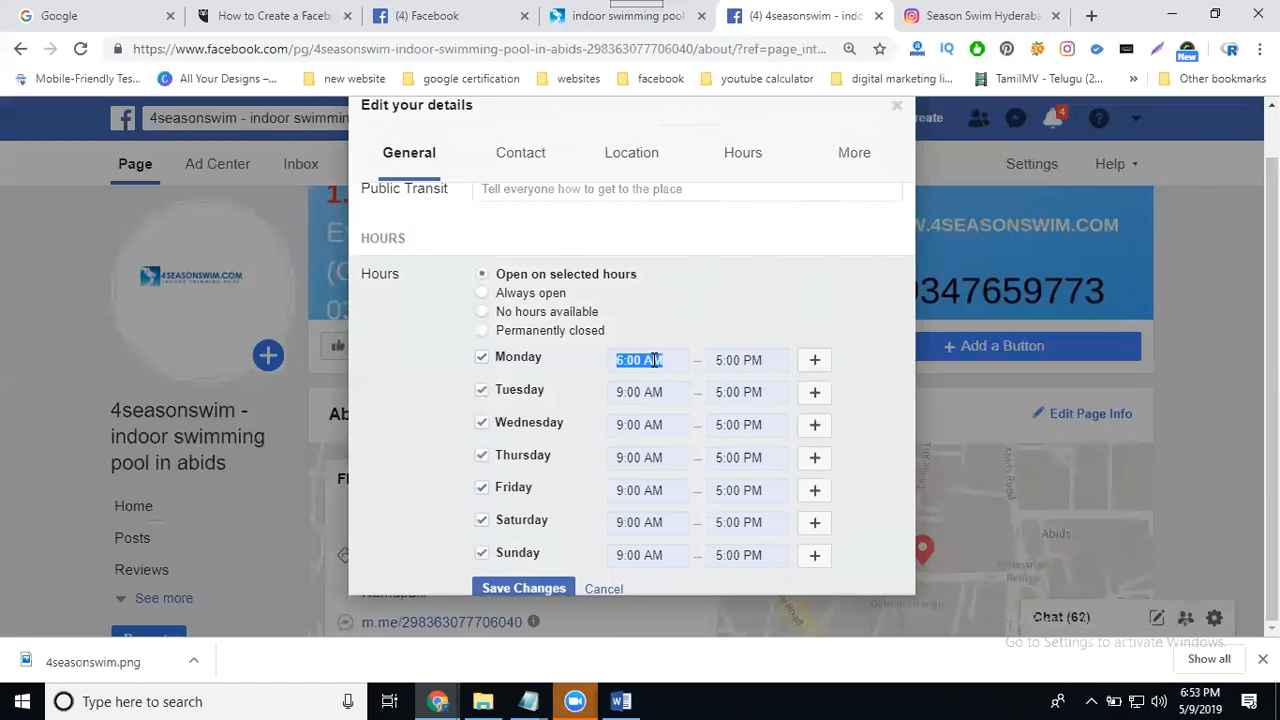 Google
How to Create a Faceb
(4) Facebook
indoor swimming pool
(4) 4seasonswim - indo
Season Swim Hyderaba
https://www.facebook.com/pg/4seasonswim-indoor-swimming-pool-in-abids-298363077706040/about/?ref=page_int...
Mobile-Friendly Tes...
All Your Designs –...
new website
google certification
websites
facebook
youtube calculator
digital marketing li...
TamilMV - Telugu (2...
Other bookmarks
New
4seasonswim - indoor swimmin
4
Page
Ad Center
Inbox
Settings
Help
Edit your details
General
Contact
Location
Hours
More
Public Transit
Tell everyone how to get to the place
HOURS
Hours
Open on selected hours
Always open
No hours available
Permanently closed
Monday 6:00 AM – 5:00 PM +
Tuesday 9:00 AM – 5:00 PM +
Wednesday 9:00 AM – 5:00 PM +
Thursday 9:00 AM – 5:00 PM +
Friday 9:00 AM – 5:00 PM +
Saturday 9:00 AM – 5:00 PM +
Sunday 9:00 AM – 5:00 PM +
Save Changes
Cancel
4SEASONSWIM.COM
W.4SEASONSWIM.COM
0347659773
+ Add a Button
4seasonswim -
indoor swimming
pool in abids
Home
Posts
Reviews
See more
Edit Page Info
Abids
m.me/298363077706040
Chat (62)
Go to Settings to activate Windows.
4seasonswim.png
Show all
Type here to search
6:53 PM
5/9/2019